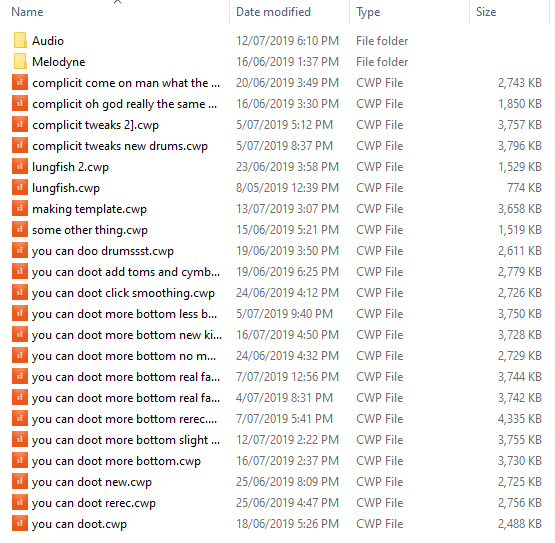 Name Date modified Type Size
Audio 12/07/2019 6:10 PM File folder
Melodyne 16/06/2019 1:37 PM File folder
complicit come on man what the ... 20/06/2019 3:49 PM CWP File 2,743 KB
complicit oh god really the same ... 16/06/2019 3:30 PM CWP File 1,850 KB
complicit tweaks 2].cwp 5/07/2019 5:12 PM CWP File 3,757 KB
complicit tweaks new drums.cwp 5/07/2019 8:37 PM CWP File 3,796 KB
lungfish 2.cwp 23/06/2019 3:58 PM CWP File 1,529 KB
lungfish.cwp 8/05/2019 12:39 PM CWP File 774 KB
making template.cwp 13/07/2019 3:07 PM CWP File 3,658 KB
some other thing.cwp 15/06/2019 5:21 PM CWP File 1,519 KB
you can doo drumssst.cwp 19/06/2019 3:50 PM CWP File 2,611 KB
you can doot add toms and cymb... 19/06/2019 6:25 PM CWP File 2,779 KB
you can doot click smoothing.cwp 24/06/2019 4:12 PM CWP File 2,726 KB
you can doot more bottom less b... 5/07/2019 9:40 PM CWP File 3,750 KB
you can doot more bottom new ki... 16/07/2019 4:50 PM CWP File 3,728 KB
you can doot more bottom no m... 24/06/2019 4:32 PM CWP File 2,729 KB
you can doot more bottom real fa... 7/07/2019 12:56 PM CWP File 3,744 KB
you can doot more bottom real fa... 4/07/2019 8:31 PM CWP File 3,742 KB
you can doot more bottom rerec.... 7/07/2019 5:41 PM CWP File 4,335 KB
you can doot more bottom slight ... 12/07/2019 2:22 PM CWP File 3,755 KB
you can doot more bottom.cwp 16/07/2019 2:37 PM CWP File 3,730 KB
you can doot new.cwp 25/06/2019 8:09 PM CWP File 2,725 KB
you can doot rerec.cwp 25/06/2019 4:47 PM CWP File 2,756 KB
you can doot.cwp 18/06/2019 5:26 PM CWP File 2,488 KB